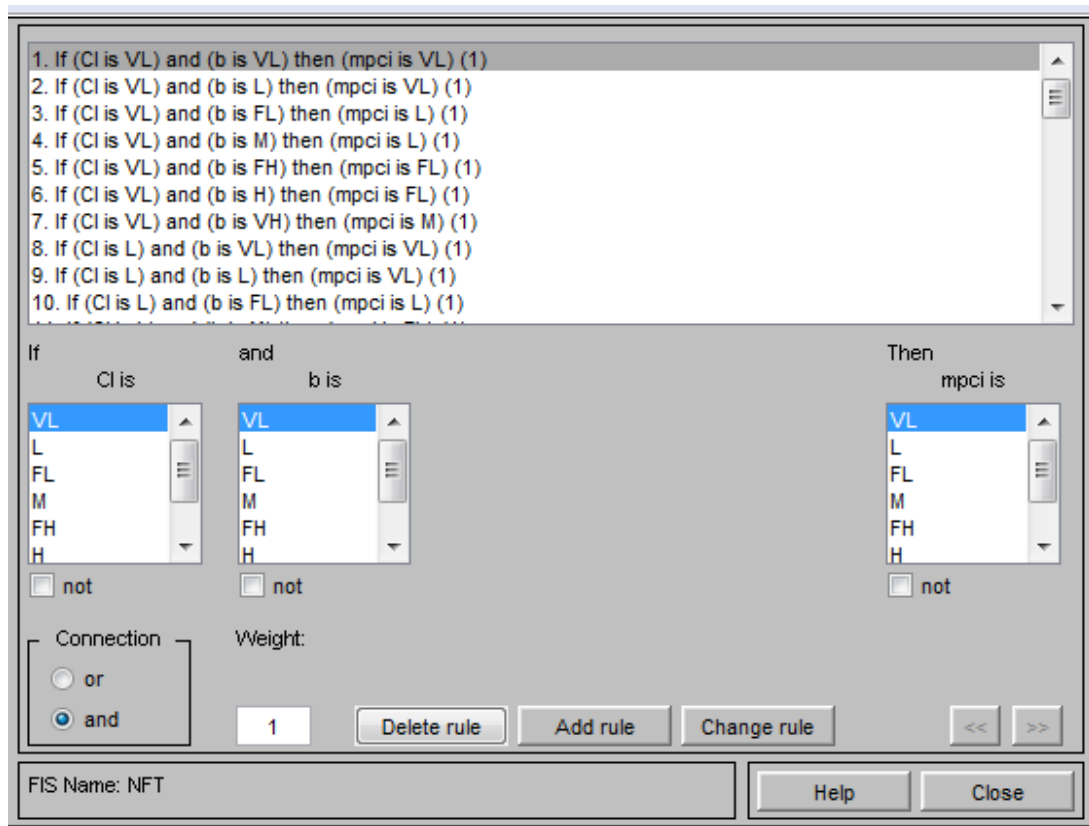 1. If (Cl is VL) and (b is VL) then (mpci is VL) (1)
2. If (Cl is VL) and (b is L) then (mpci is VL) (1)
3. If (Cl is VL) and (b is FL) then (mpci is L) (1)
4. If (Cl is VL) and (b is M) then (mpci is L) (1)
5. If (Cl is VL) and (b is FH) then (mpci is FL) (1)
6. If (Cl is VL) and (b is H) then (mpci is FL) (1)
7. If (Cl is VL) and (b is VH) then (mpci is M) (1)
8. If (Cl is L) and (b is VL) then (mpci is VL) (1)
9. If (Cl is L) and (b is L) then (mpci is VL) (1)
10. If (Cl is L) and (b is FL) then (mpci is L) (1)
If and Then
Cl is b is mpci is
VL VL VL
L L L
FL FL FL
M M M
FH FH FH
H H H
not not not
Connection Weight:
or
and 1 Delete rule Add rule Change rule << >>
FIS Name: NFT Help Close